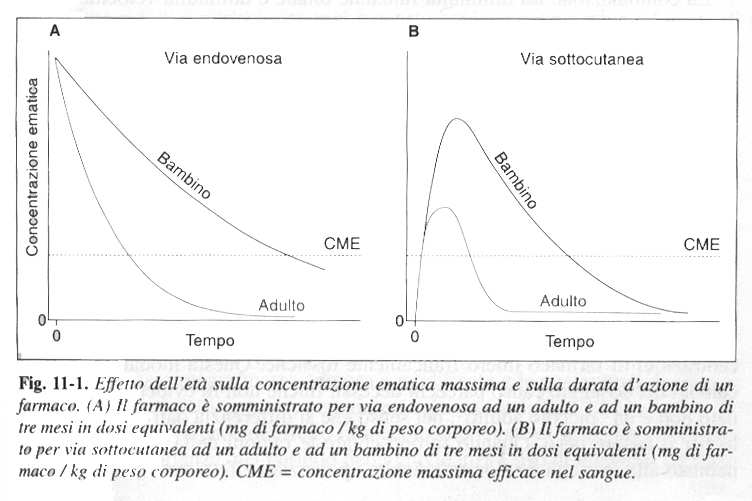 A
Via endovenosa
Concentrazione ematica
Bambino
CME
Adulto
0
0
Tempo
B
Via sottocutanea
Bambino
CME
Adulto
0
0
Tempo
Fig. 11-1. Effetto dell'età sulla concentrazione ematica massima e sulla durata d'azione di un
farmaco. (A) Il farmaco è somministrato per via endovenosa ad un adulto e ad un bambino di
tre mesi in dosi equivalenti (mg di farmaco / kg di peso corporeo). (B) Il farmaco è somministra-
to per via sottocutanea ad un adulto e ad un bambino di tre mesi in dosi equivalenti (mg di far-
maco / kg di peso corporeo). CME = concentrazione massima efficace nel sangue.